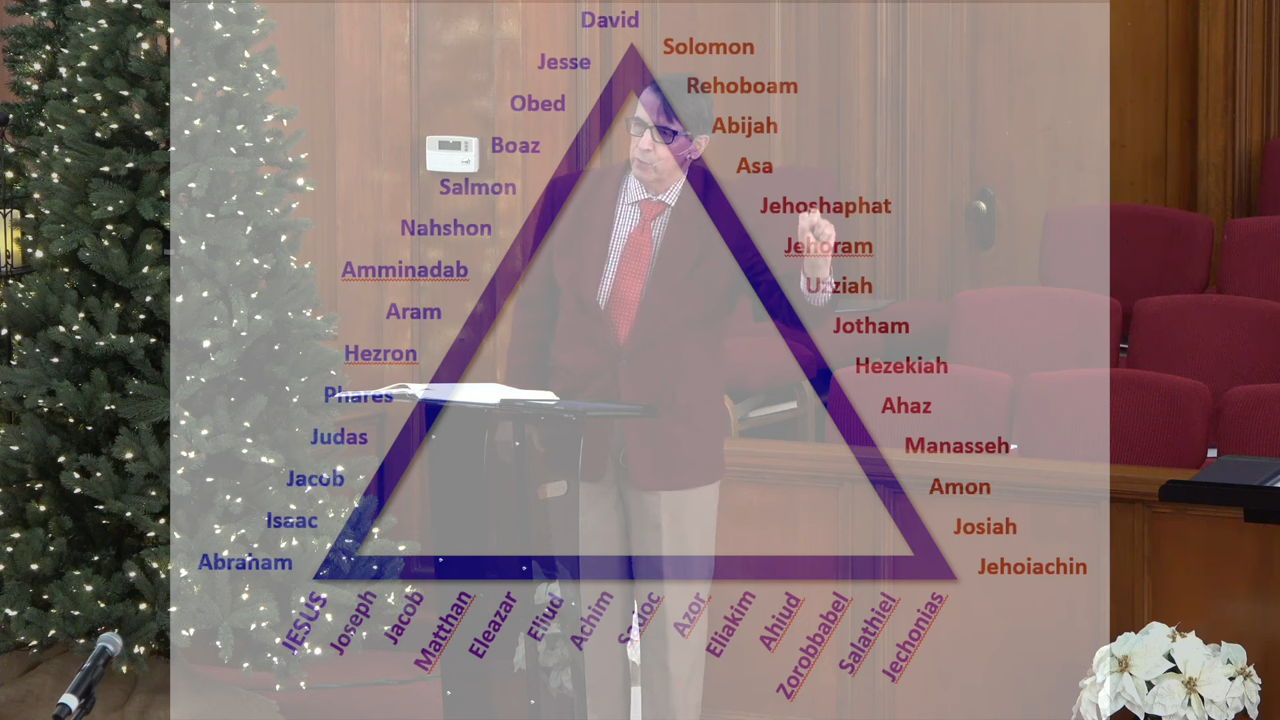 David
Jesse
Obed
Boaz
Salmon
Nahshon
Amminadab
Aram
Hezron
Phares
Judas
Jacob
Isaac
Abraham
Solomon
Rehoboam
Abijah
Asa
Jehoshaphat
Jehoram
Uzziah
Jotham
Hezekiah
Ahaz
Manasseh
Amon
Josiah
Jehoiachin
JESUS
Joseph
Jacob
Matthan
Eleazar
Eliud
Achim
Azor
Eliakim
Ahiud
Zorobbabel
Salathiel
Jechonias